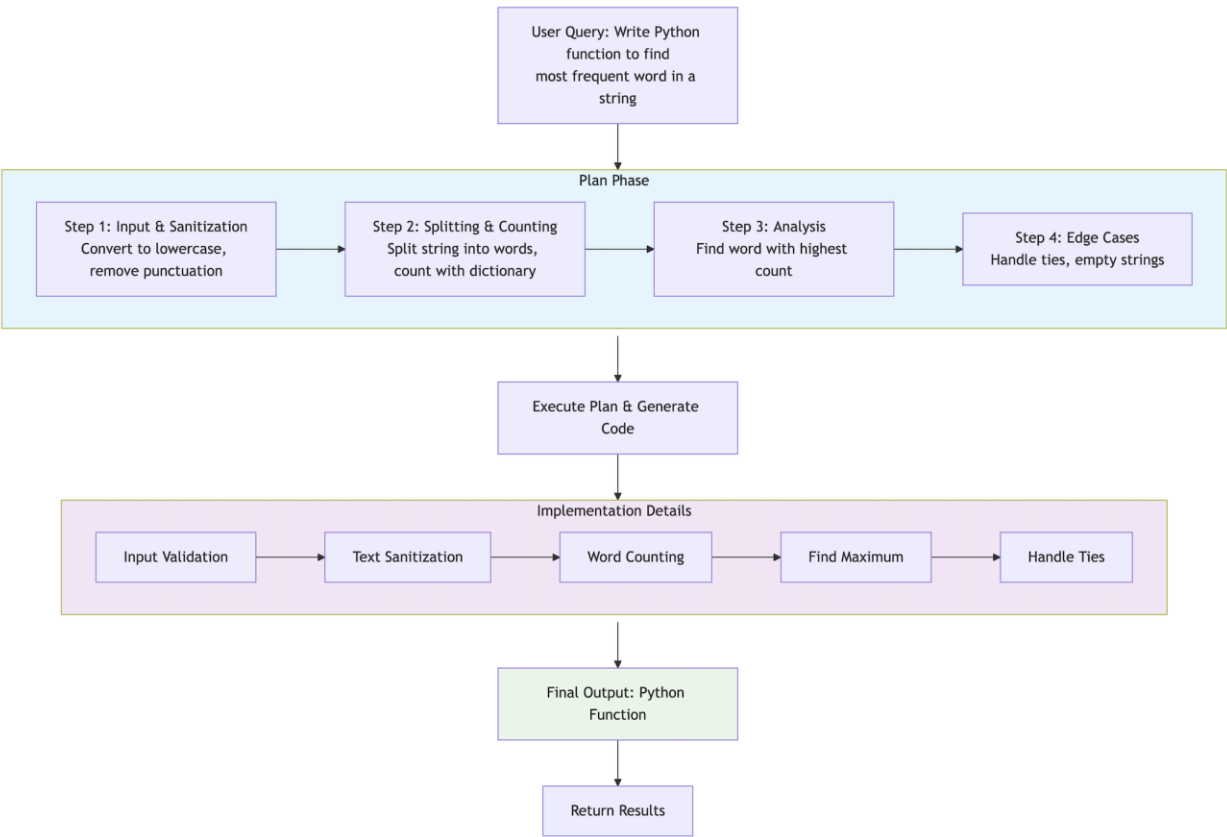 User Query: Write Python
function to find
most frequent word in a
string
Plan Phase
Step 1: Input & Sanitization
Convert to lowercase,
remove punctuation
Step 2: Splitting & Counting
Split string into words,
count with dictionary
Step 3: Analysis
Find word with highest
count
Step 4: Edge Cases
Handle ties, empty strings
Execute Plan & Generate
Code
Implementation Details
Input Validation
Text Sanitization
Word Counting
Find Maximum
Handle Ties
Final Output: Python
Function
Return Results